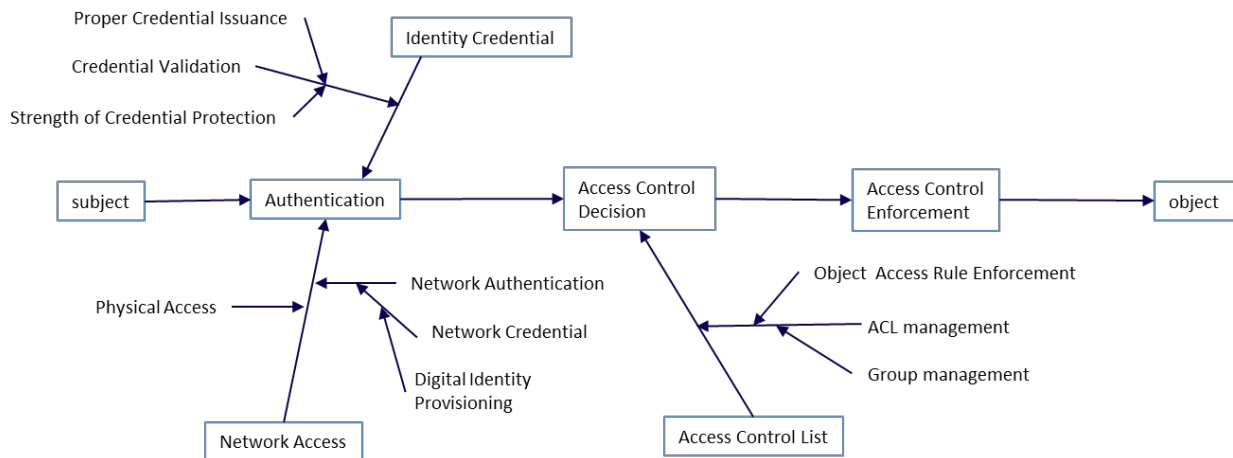 Proper Credential Issuance
Identity Credential
Credential Validation
Strength of Credential Protection
subject
Authentication
Access Control
Decision
Access Control
Enforcement
object
Object Access Rule Enforcement
Network Authentication
Physical Access
ACL management
Network Credential
Group management
Digital Identity
Provisioning
Network Access
Access Control List